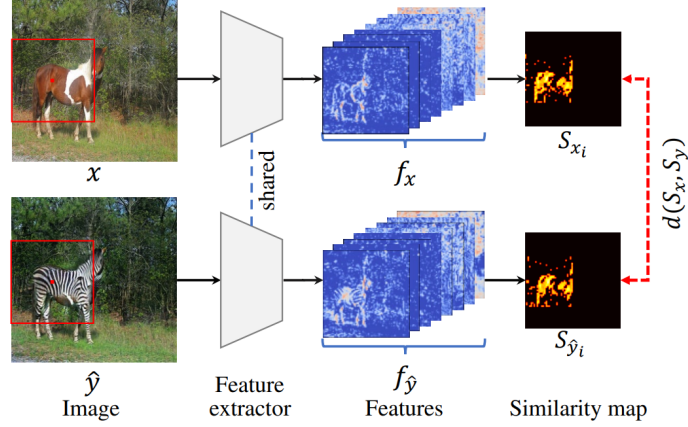 x
shared
f_x
S_{x_i}
d(S_x, S_y)
ŷ
f_ŷ
S_{ŷ_i}
Image
Feature
extractor
Features
Similarity map